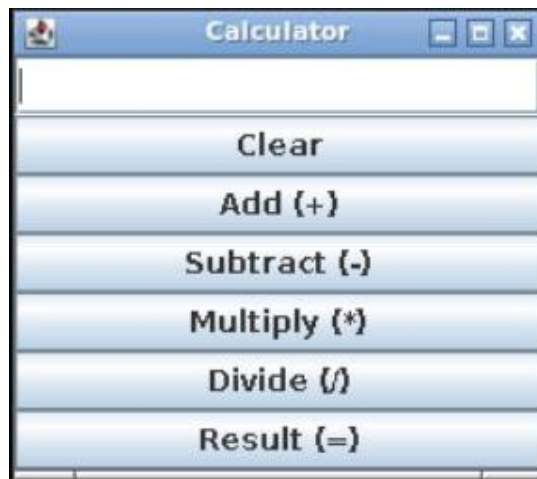 Calculator
Clear
Add (+)
Subtract (-)
Multiply (*)
Divide (/)
Result (=)